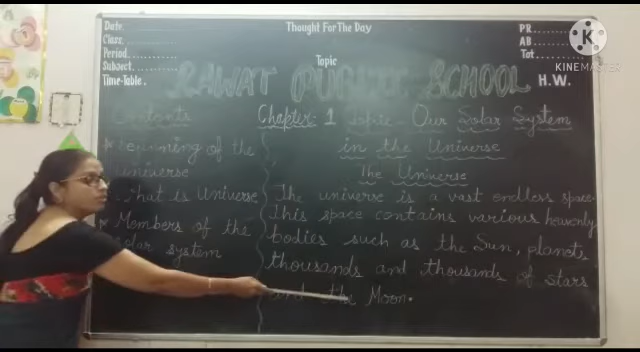 Date
Class
Period
Subject
Time-Table
Thought For The Day
Topic
PR
AB
Tot
H.W.
KINEMASTER
RAWAT PUBLIC SCHOOL
Contents
Beginning of the
Universe
What is Universe
Members of the
Solar system
Chapter:- 1 Topic - Our Solar System
in the Universe
The Universe
The universe is a vast endless space.
This space contains various heavenly
bodies such as the Sun, planets
thousands and thousands of stars
and the Moon.